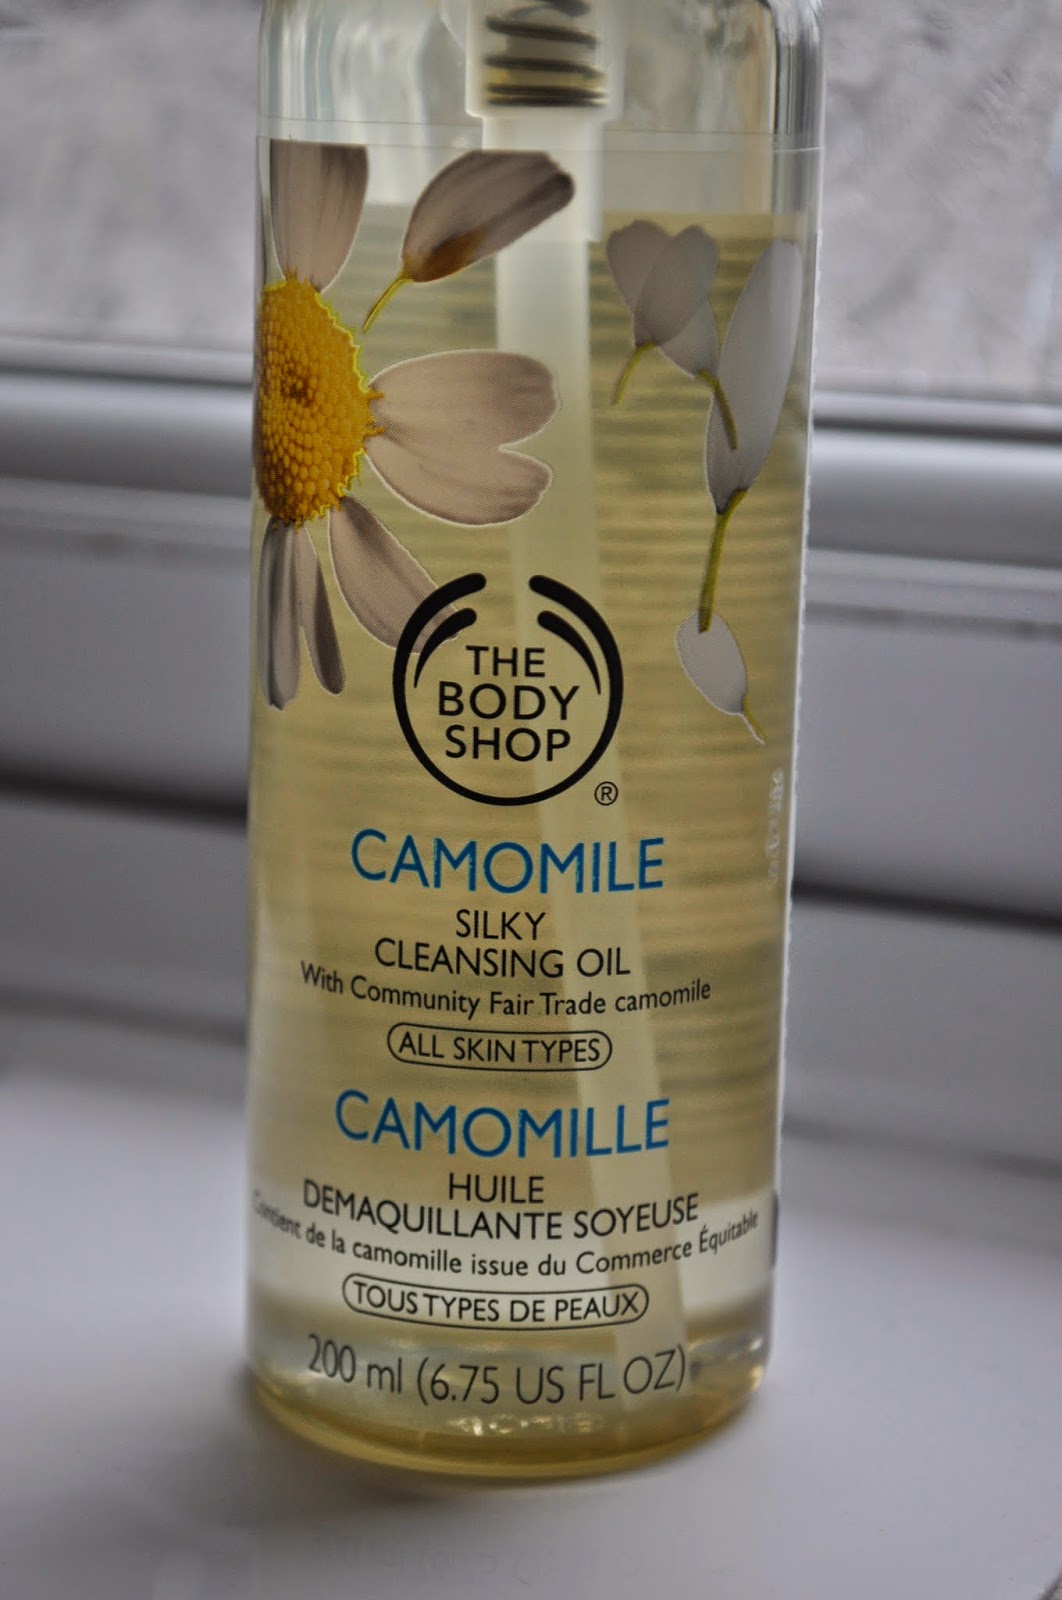 THE
BODY
SHOP
®
CAMOMILE
SILKY
CLEANSING OIL
With Community Fair Trade camomile
ALL SKIN TYPES
CAMOMILLE
HUILE
DEMAQUILLANTE SOYEUSE
Contient de la camomille issue du Commerce Équitable
TOUS TYPES DE PEAUX
200 ml (6.75 US FL OZ)